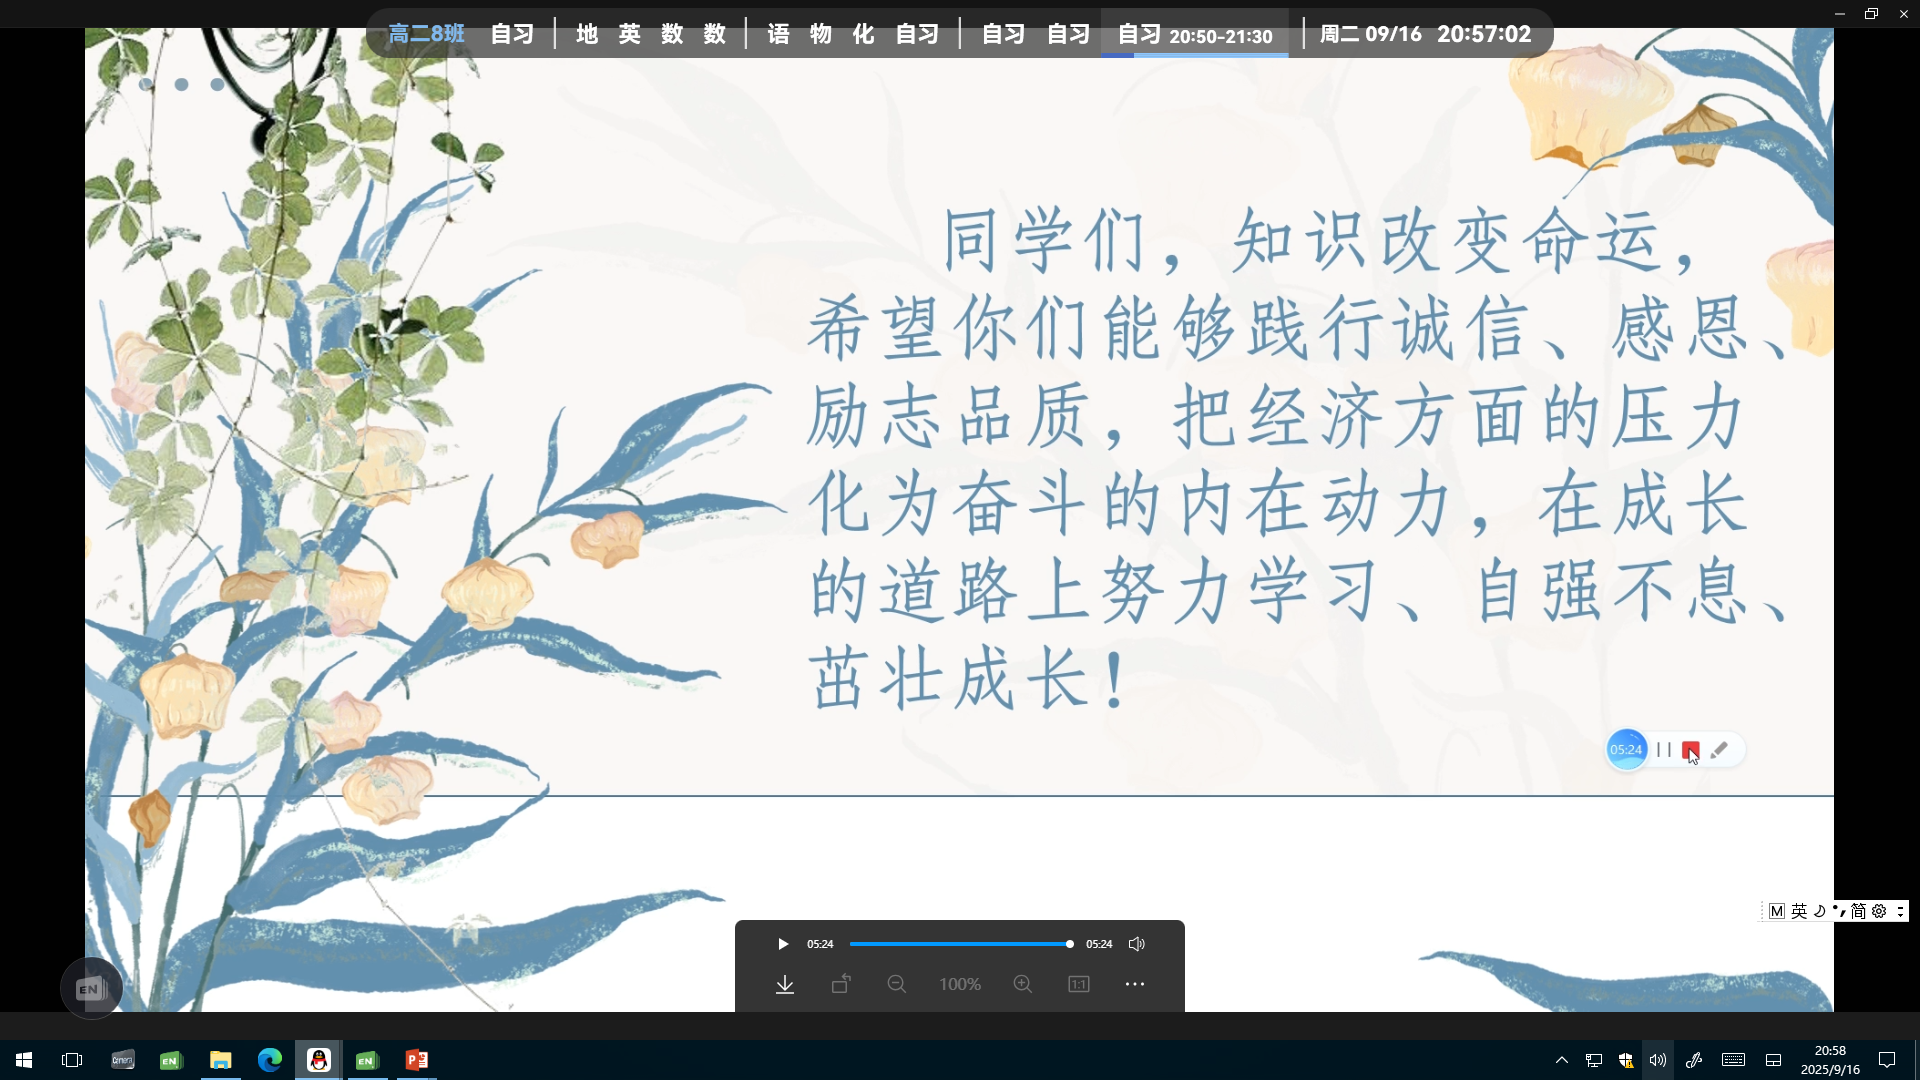 高二8班 自习 地 英 数 数 语 物 化 自习 自习 自习 自习 20:50-21:30 周二 09/16 20:57:02
同学们，知识改变命运，
希望你们能够践行诚信、感恩、
励志品质，把经济方面的压力
化为奋斗的内在动力，在成长
的道路上努力学习、自强不息、
茁壮成长！
05:24
M 英 简
05:24 05:24
100% 1:1
EN
Camera EN EN P
20:58
2025/9/16